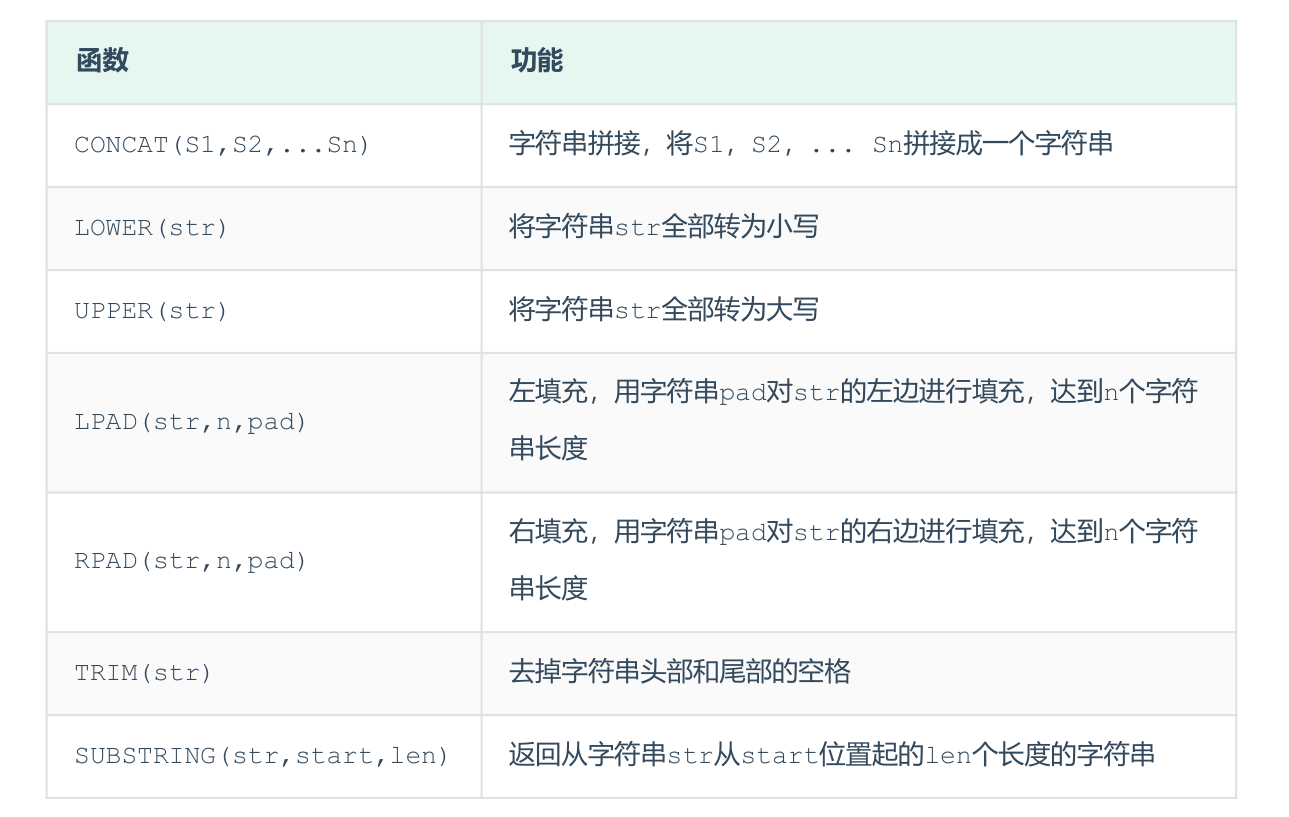 函数 功能
CONCAT(S1,S2,...Sn) 字符串拼接，将S1，S2，... Sn拼接成一个字符串
LOWER(str) 将字符串str全部转为小写
UPPER(str) 将字符串str全部转为大写
LPAD(str,n,pad) 左填充，用字符串pad对str的左边进行填充，达到n个字符
串长度
RPAD(str,n,pad) 右填充，用字符串pad对str的右边进行填充，达到n个字符
串长度
TRIM(str) 去掉字符串头部和尾部的空格
SUBSTRING(str,start,len) 返回从字符串str从start位置起的len个长度的字符串